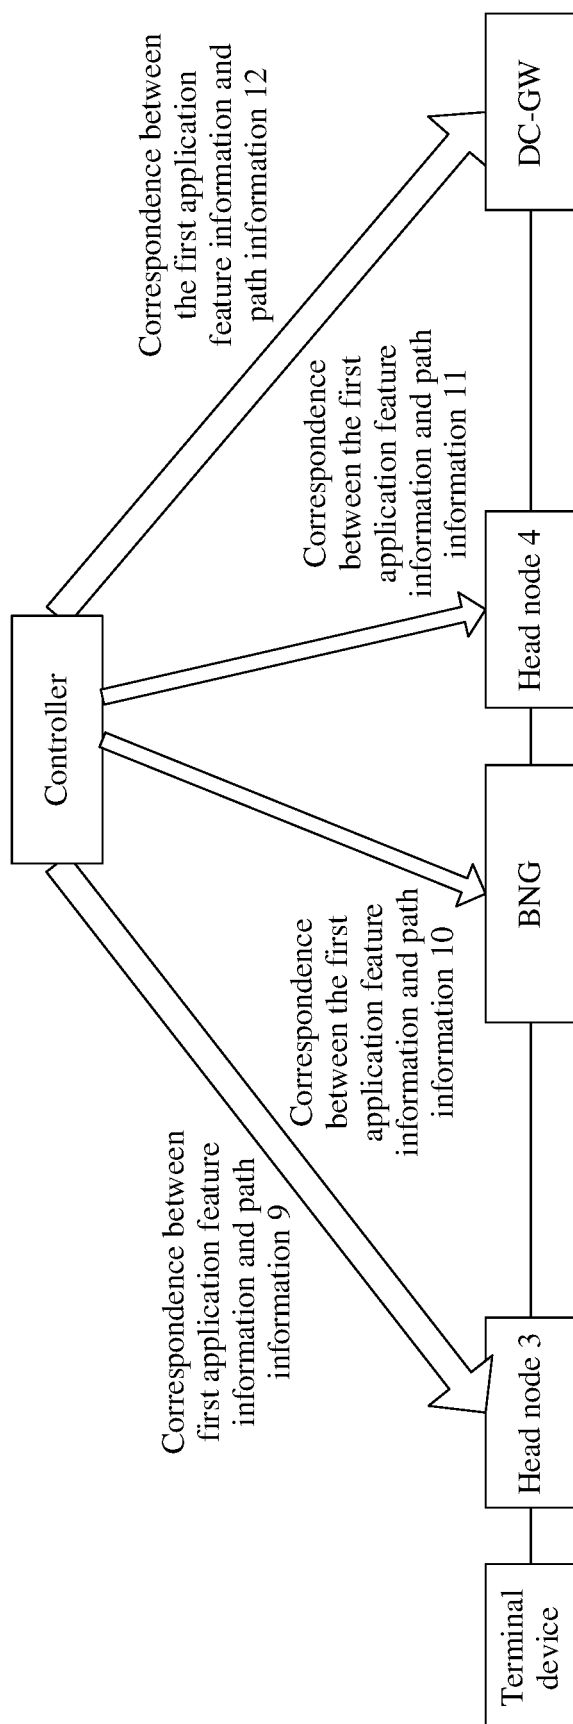 Controller
Correspondence between
first application feature
information and path
information 9
Correspondence
between the first
application feature
information and path
information 10
Correspondence
between the first
application feature
information and path
information 11
Correspondence between
the first application
feature information and
path information 12
Terminal
device
Head node 3
BNG
Head node 4
DC-GW